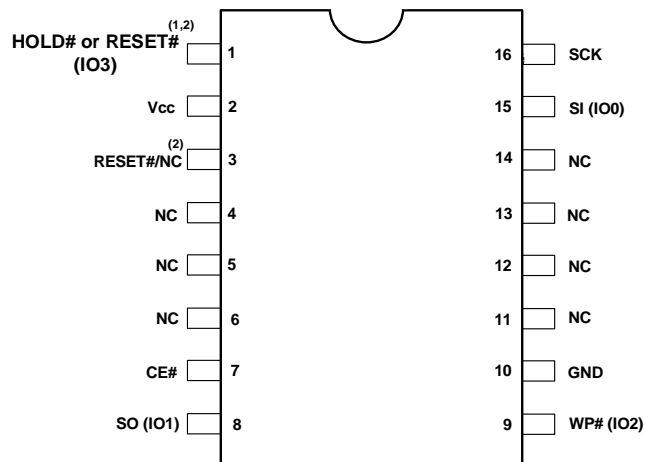 (1,2)
HOLD# or RESET# 1 16 SCK
(IO3)
Vcc 2 15 SI (IO0)
(2)
RESET#/NC 3 14 NC
NC 4 13 NC
NC 5 12 NC
NC 6 11 NC
CE# 7 10 GND
SO (IO1) 8 9 WP# (IO2)